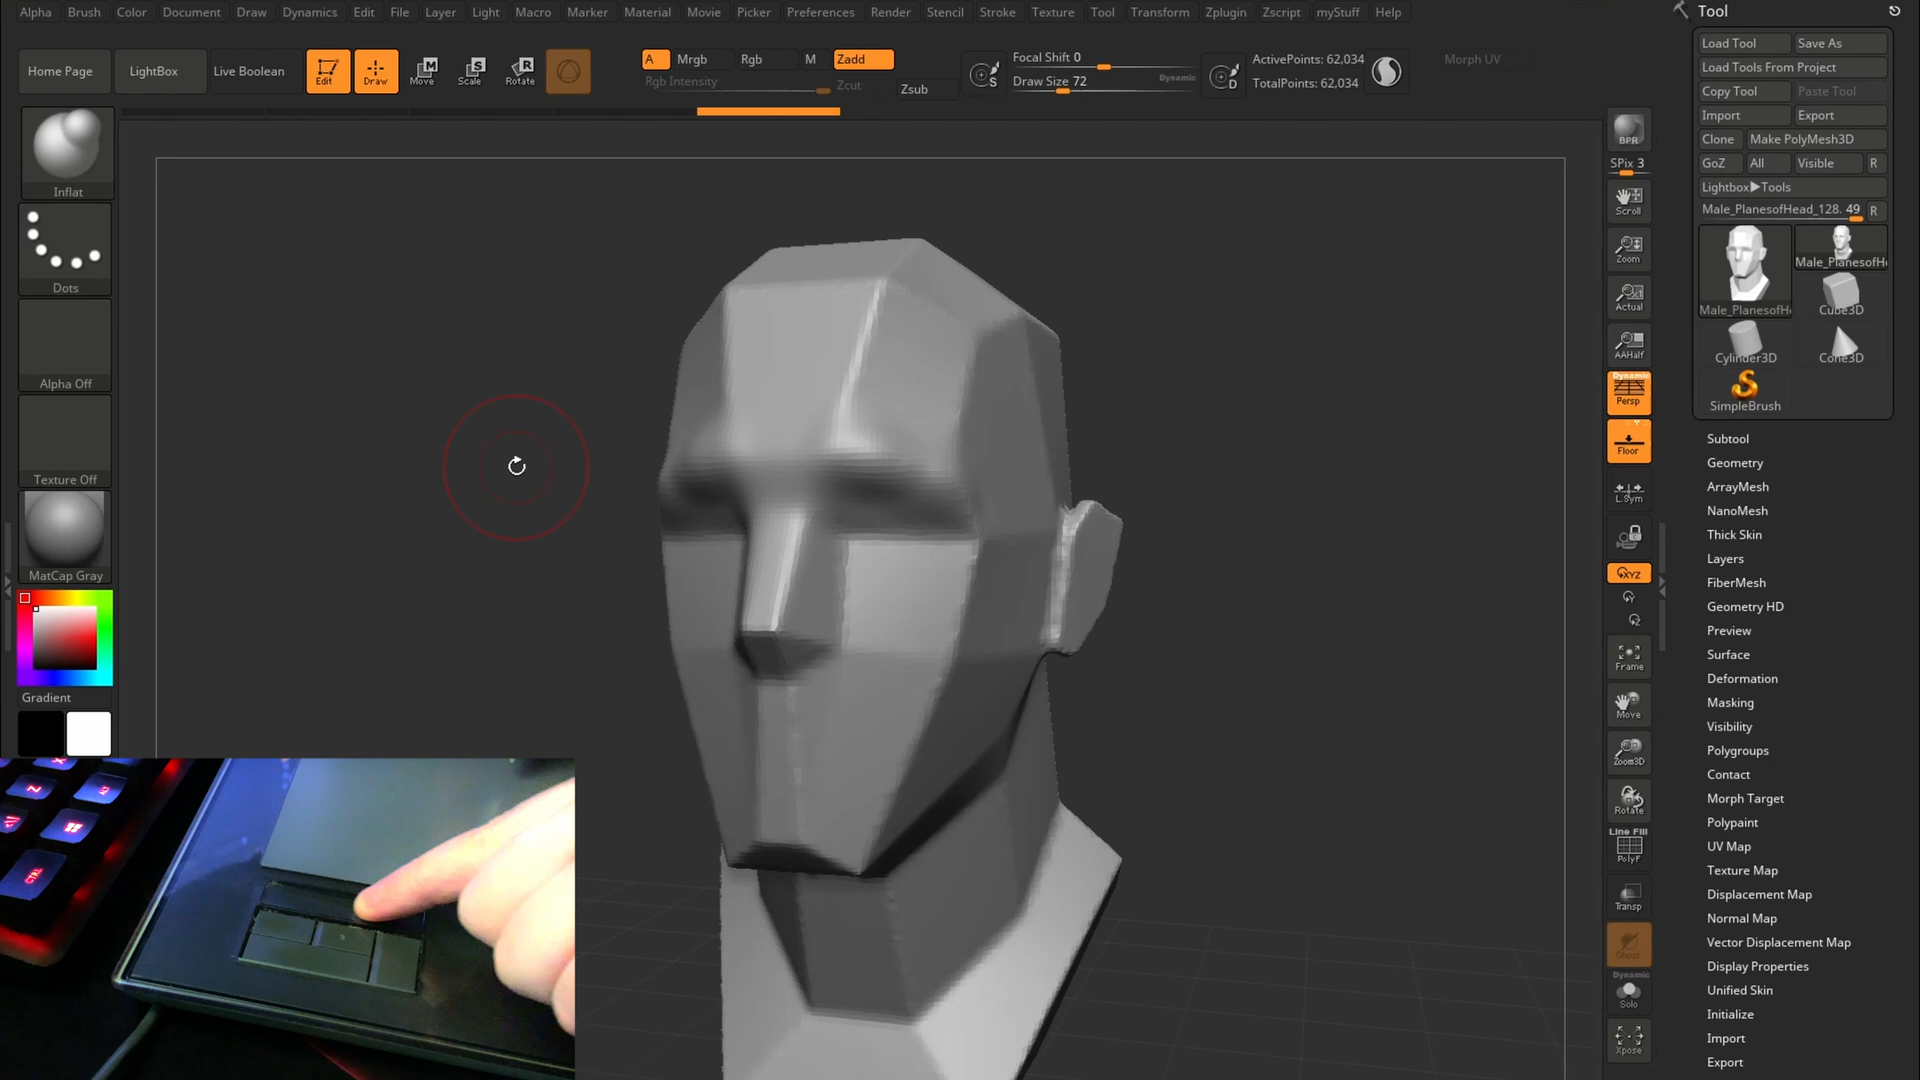 Alpha Brush Color Document Draw Dynamics Edit File Layer Light Macro Marker Material Movie Picker Preferences Render Stencil Stroke Texture Tool Transform Zplugin Zscript myStuff Help
Tool
Home Page
LightBox
Live Boolean
Edit
Draw
Move
M
Scale
S
Rotate
R
A Mrgb Rgb M Zadd
Rgb Intensity Zcut Zsub
S
Focal Shift 0
Draw Size 72 Dynamic
D
ActivePoints: 62,034
TotalPoints: 62,034
Morph UV
Load Tool Save As
Load Tools From Project
Copy Tool Paste Tool
Import Export
Clone Make PolyMesh3D
GoZ All Visible R
Lightbox▶Tools
Male_PlanesofHead_128. 49 R
Male_PlanesofH
Male_PlanesofH
Cube3D
Cylinder3D
Cone3D
SimpleBrush
Subtool
Geometry
ArrayMesh
NanoMesh
Thick Skin
Layers
FiberMesh
Geometry HD
Preview
Surface
Deformation
Masking
Visibility
Polygroups
Contact
Morph Target
Polypaint
UV Map
Texture Map
Displacement Map
Normal Map
Vector Displacement Map
Display Properties
Unified Skin
Initialize
Import
Export
Inflat
Dots
Alpha Off
Texture Off
MatCap Gray
Gradient
BPR
SPix 3
Scroll
Zoom
Actual
AAHalf
Dynamic
Persp
Floor
L.Sym
XYZ
Y
Z
Frame
Move
Zoom3D
Rotate
Line Fill
PolyF
Transp
Ghost
Dynamic
Solo
Xpose
Z
CTRL